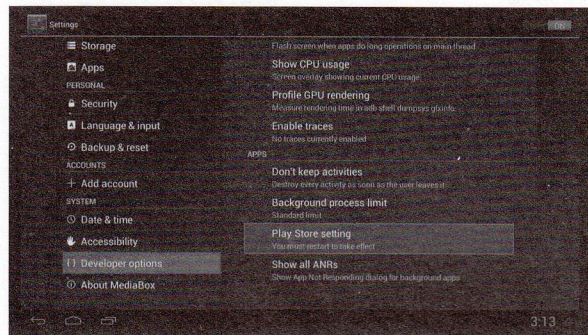 Settings
ON
Storage
Apps
PERSONAL
Security
Language & input
Backup & reset
ACCOUNTS
Add account
SYSTEM
Date & time
Accessibility
Developer options
About MediaBox
Flash screen when apps do long operations on main thread
Show CPU usage
Screen overlay showing current CPU usage
Profile GPU rendering
Measure rendering time in adb shell dumpsys gfxinfo
Enable traces
No traces currently enabled
APPS
Don't keep activities
Destroy every activity as soon as the user leaves it
Background process limit
Standard limit
Play Store setting
You must restart to take effect
Show all ANRs
Show App Not Responding dialog for background apps
3:13